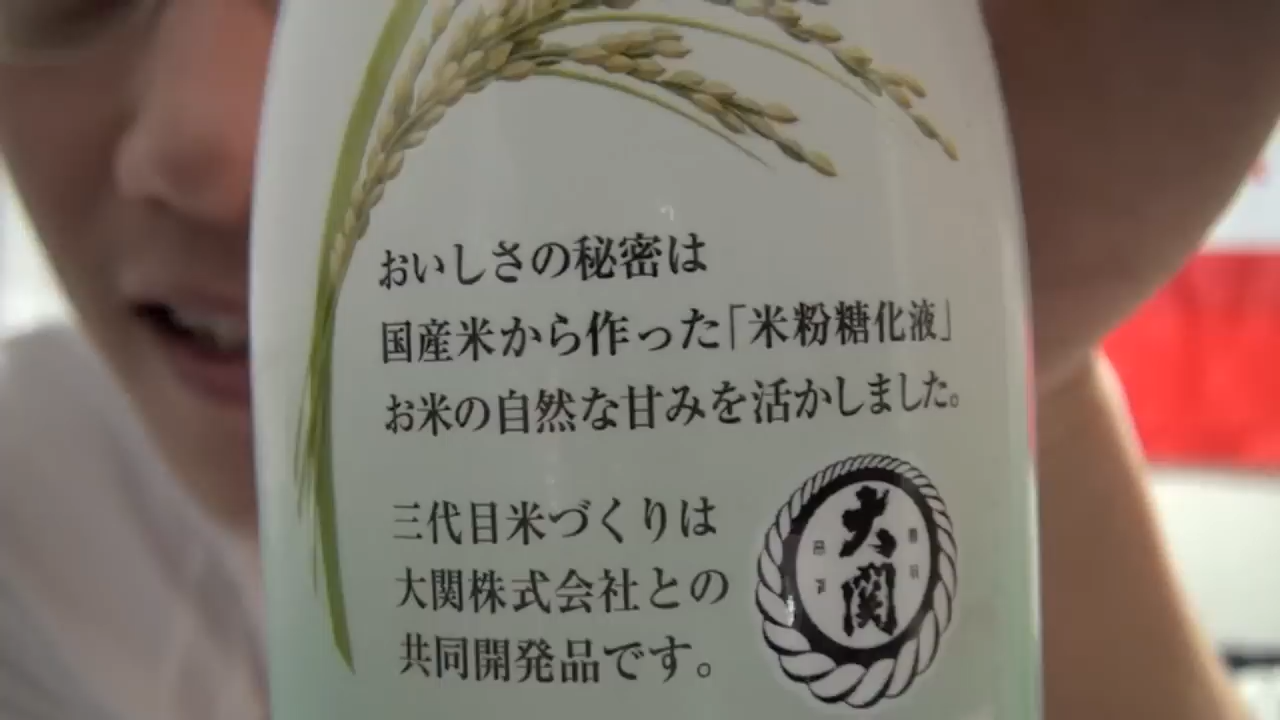 おいしさの秘密は
国産米から作った「米粉糖化液」
お米の自然な甘みを活かしました。
三代目米づくりは
大関株式会社との
共同開発品です。
大関